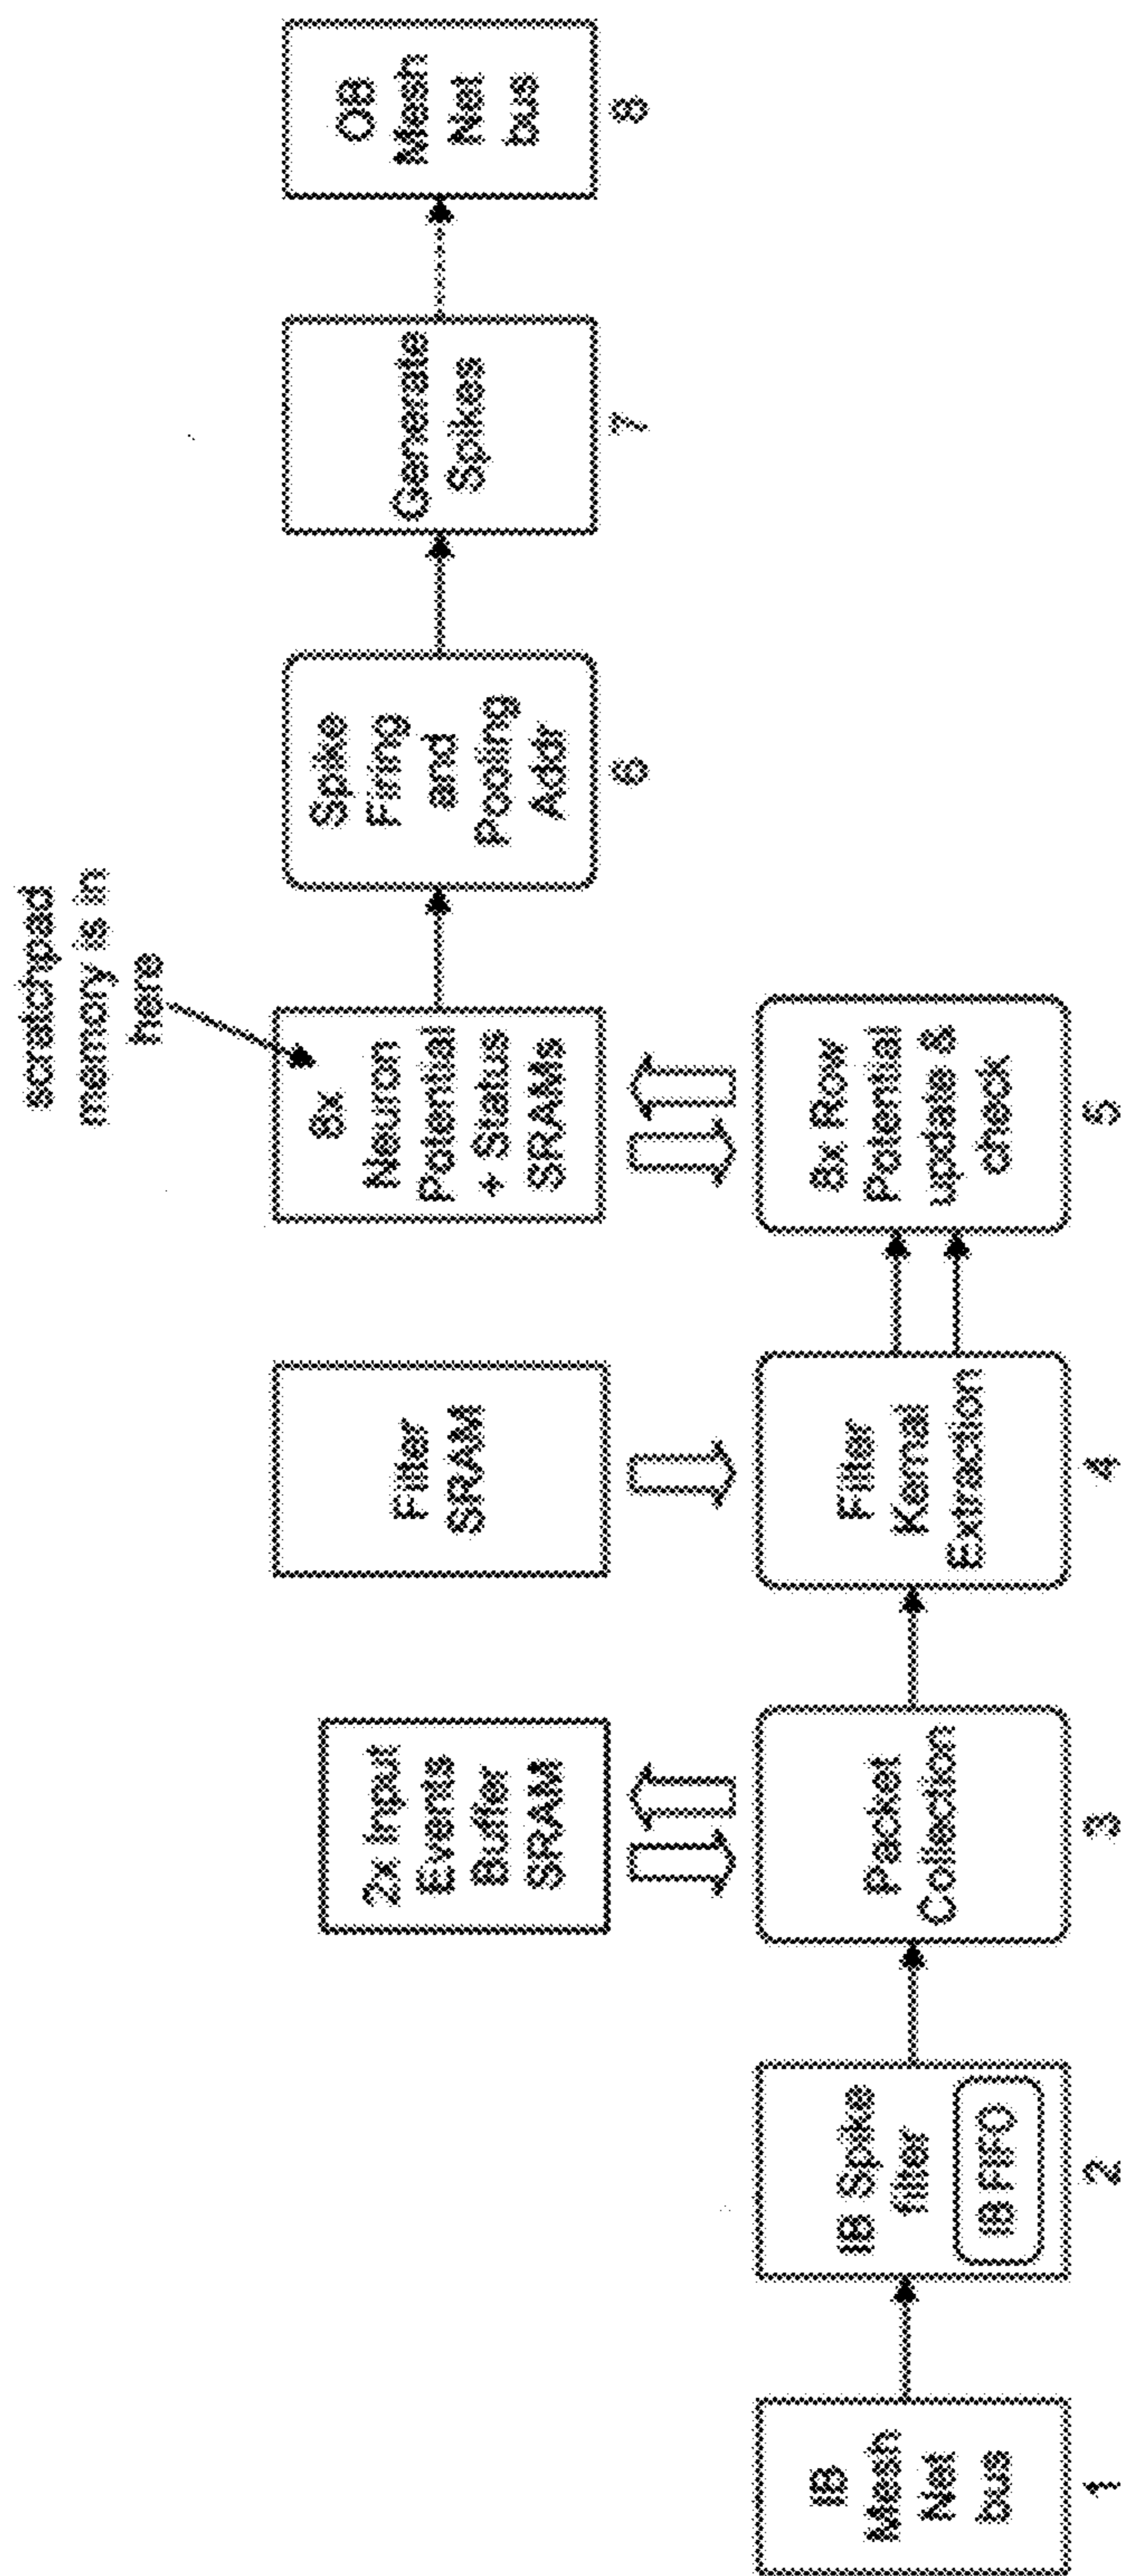 scratchpad
memory is in
here
2x Input
Events
Buffer
SRAM
Filter
SRAM
8x
Neuron
Potential
+ Status
SRAMs
Spike
Firing
and
Pooling
Addr
6
Generate
Spikes
7
OB
Mesh
Net
bus
8
IB
Mesh
Net
bus
1
IB Spike
filter
IB FIFO
2
Packet
Collection
3
Filter
Kernal
Extraction
4
8x Row
Potential
update &
check
5